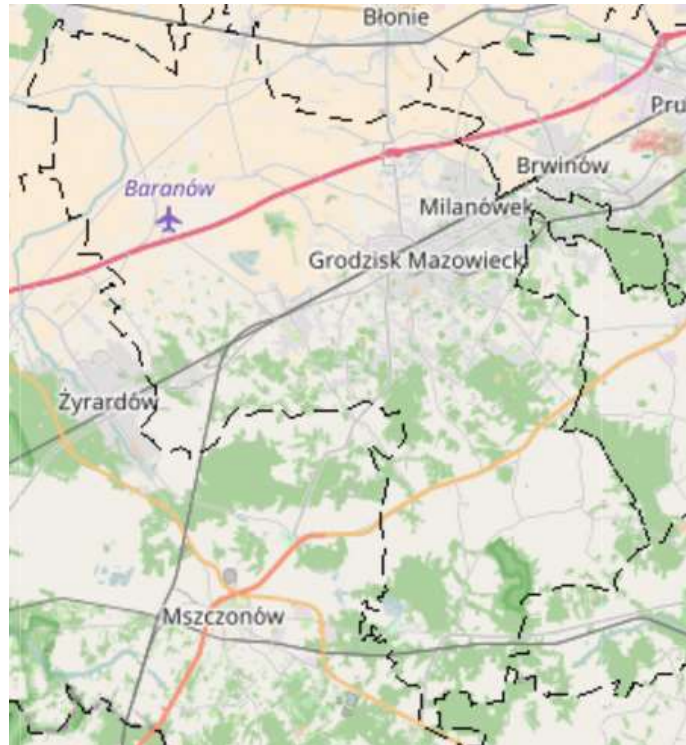 Błonie
Pru
Brwinów
Baranów
Milanówek
Grodzisk Mazowieck
Żyrardów
Mszczonów